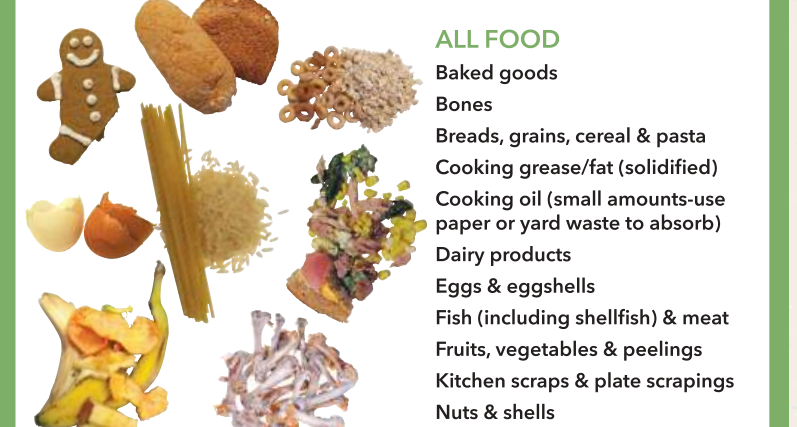 ALL FOOD
Baked goods
Bones
Breads, grains, cereal & pasta
Cooking grease/fat (solidified)
Cooking oil (small amounts-use
paper or yard waste to absorb)
Dairy products
Eggs & eggshells
Fish (including shellfish) & meat
Fruits, vegetables & peelings
Kitchen scraps & plate scrapings
Nuts & shells